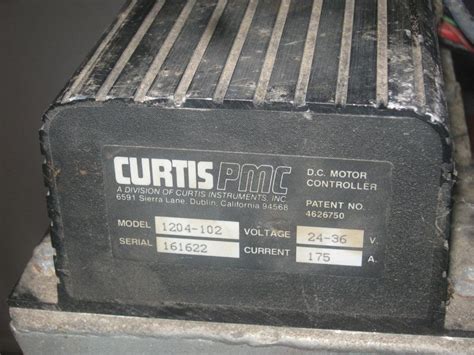 CURTIS PMC
A DIVISION OF CURTIS INSTRUMENTS, INC.
6591 Sierra Lane, Dublin, California 94568
D.C. MOTOR
CONTROLLER
PATENT NO.
4626750
MODEL 1204-102 VOLTAGE 24-36 V.
SERIAL 161622 CURRENT 175 A.